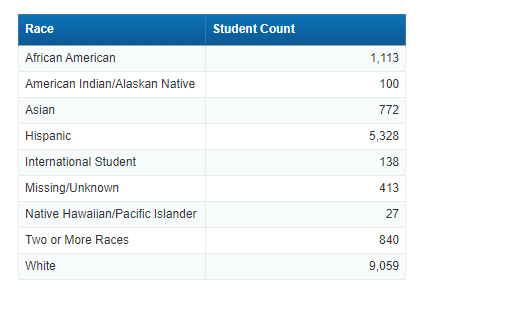 Race Student Count
African American 1,113
American Indian/Alaskan Native 100
Asian 772
Hispanic 5,328
International Student 138
Missing/Unknown 413
Native Hawaiian/Pacific Islander 27
Two or More Races 840
White 9,059